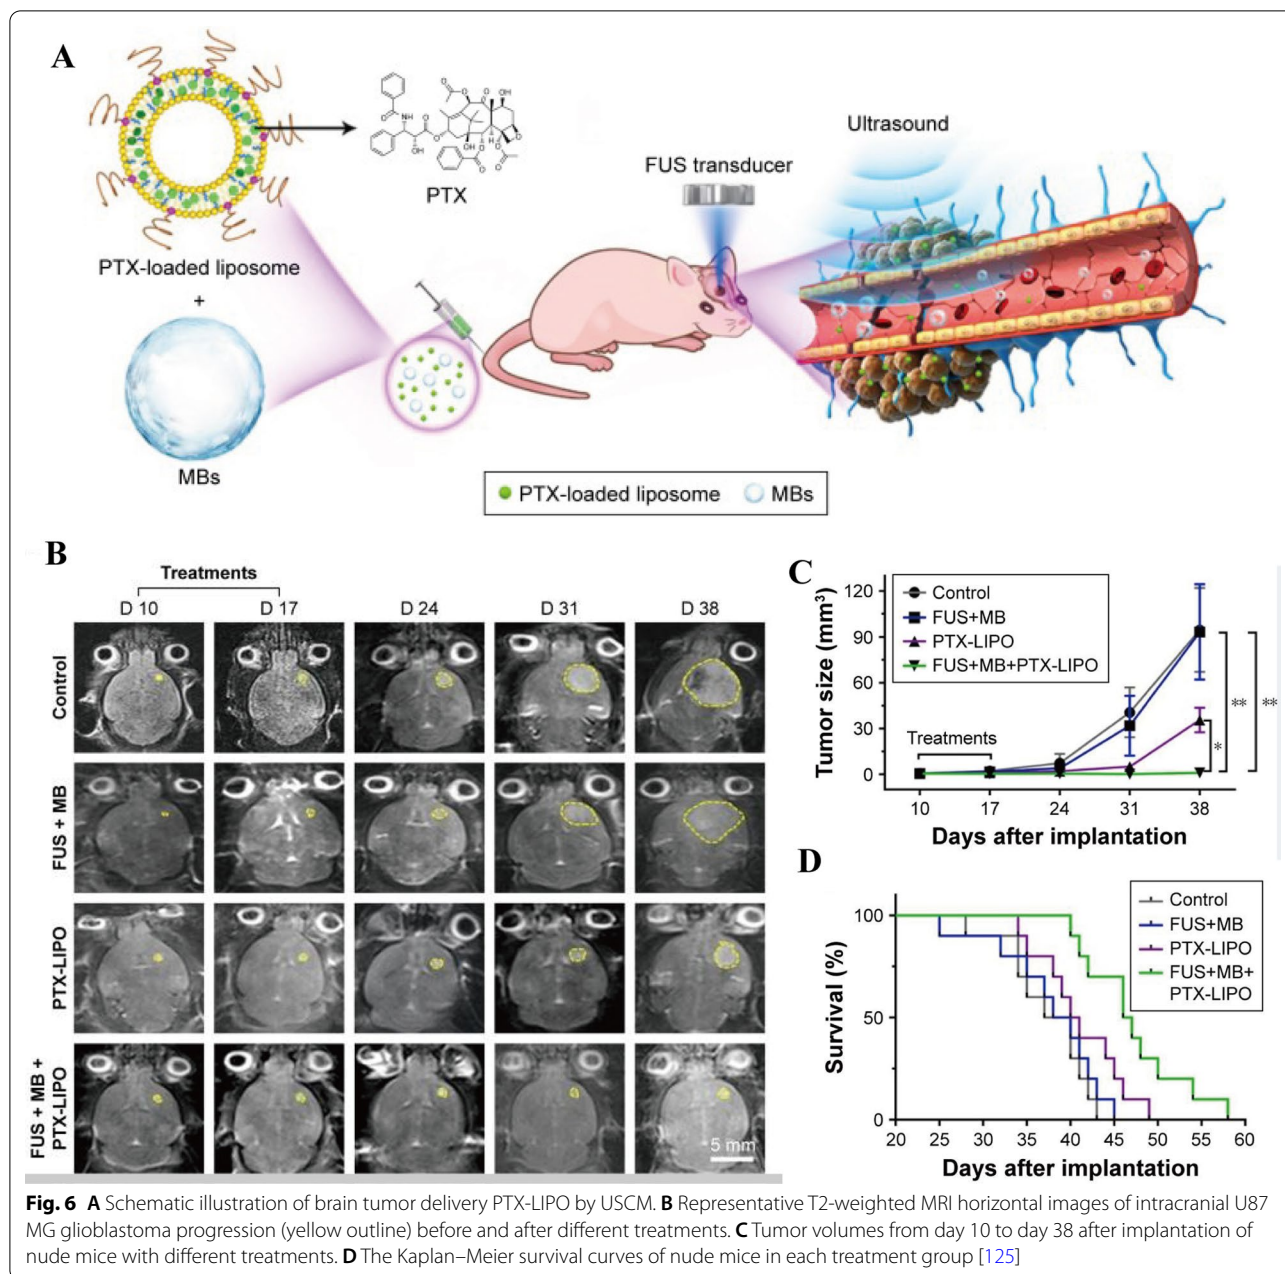 A
Ultrasound
FUS transducer
O
O
OH
O
NH
O
O
O
OH
OH
O
H
O
O
O
O
PTX
PTX-loaded liposome
+
MBs
PTX-loaded liposome MBs
B
Treatments
D 10 D 17 D 24 D 31 D 38
Control
FUS + MB
PTX-LIPO
FUS + MB +
PTX-LIPO
5 mm
C
Tumor size (mm³)
120
90
60
30
0
Control
FUS+MB
PTX-LIPO
FUS+MB+PTX-LIPO
Treatments
*
**
**
10 17 24 31 38
Days after implantation
D
Survival (%)
100
50
0
Control
FUS+MB
PTX-LIPO
FUS+MB+
PTX-LIPO
20 25 30 35 40 45 50 55 60
Days after implantation
Fig. 6 A Schematic illustration of brain tumor delivery PTX-LIPO by USCM. B Representative T2-weighted MRI horizontal images of intracranial U87
MG glioblastoma progression (yellow outline) before and after different treatments. C Tumor volumes from day 10 to day 38 after implantation of
nude mice with different treatments. D The Kaplan–Meier survival curves of nude mice in each treatment group [125]